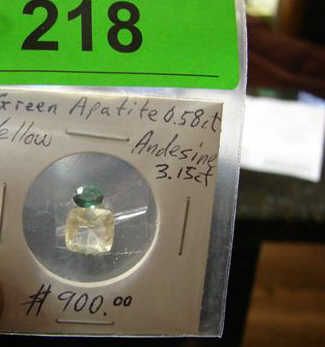 218
Green Apatite 0.58ct
Yellow Andesine
3.15ct
#900.00